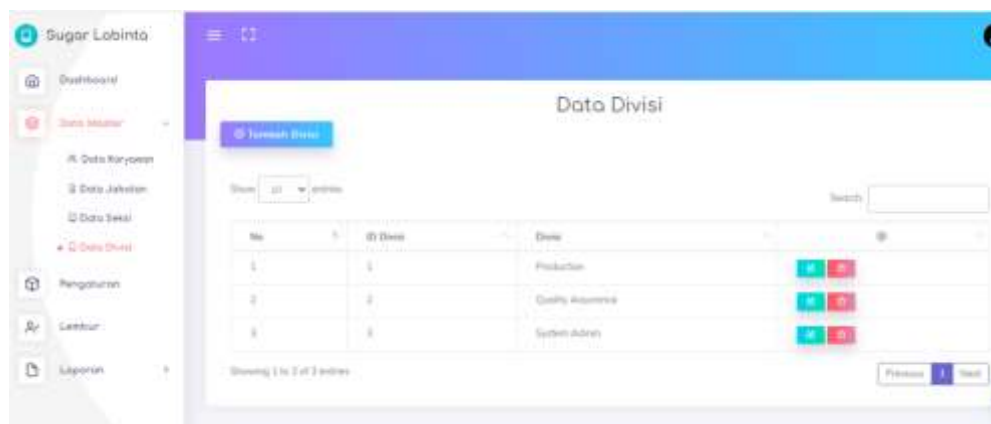 Sugar Labinta
Dashboard
Data Master
Data Karyawan
Data Jabatan
Data Seksi
Data Divisi
Pengaturan
Lembur
Laporan
Data Divisi
Tambah Divisi
Show 10 entries
Search:
No ID Divisi Divisi
1 1 Production
2 2 Quality Assurance
3 3 System Admin
Showing 1 to 3 of 3 entries
Previous 1 Next